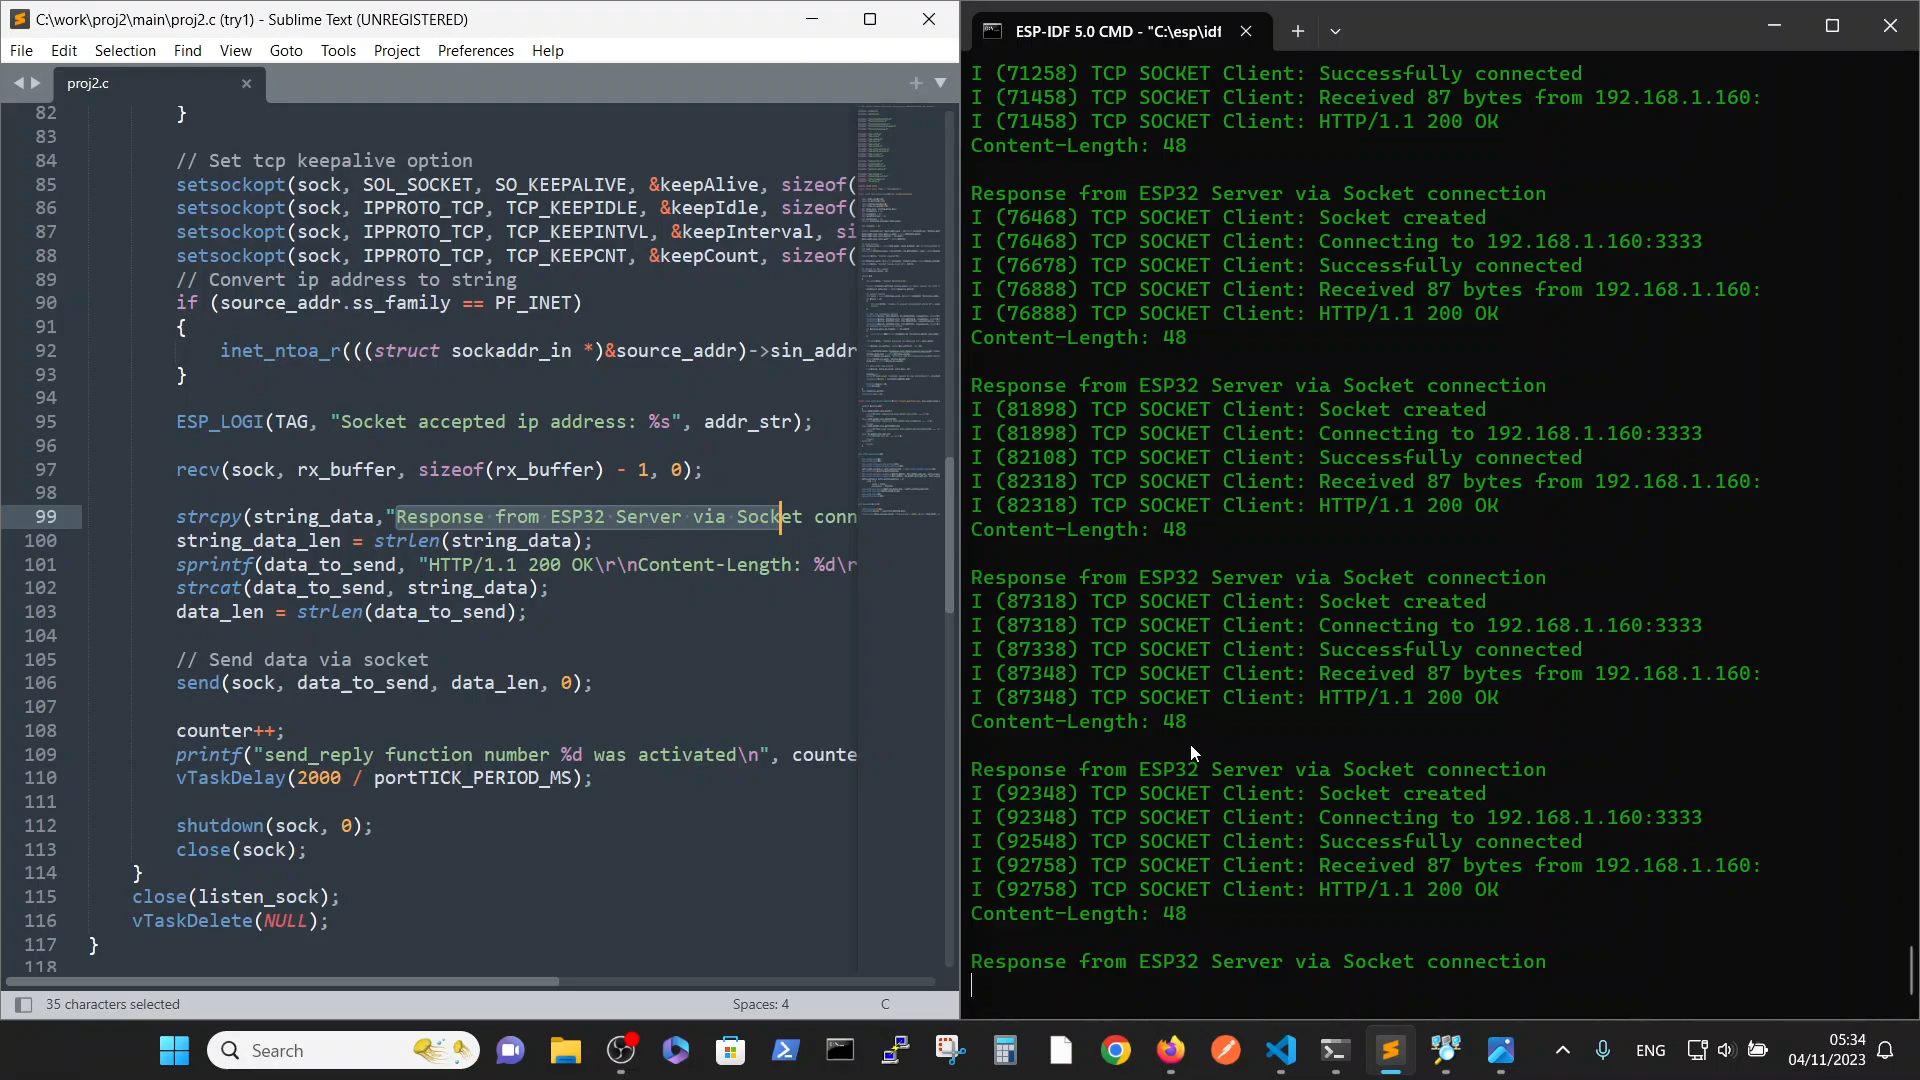 C:\work\proj2\main\proj2.c (try1) - Sublime Text (UNREGISTERED)
File Edit Selection Find View Goto Tools Project Preferences Help
proj2.c
82 }
83
84 // Set tcp keepalive option
85 setsockopt(sock, SOL_SOCKET, SO_KEEPALIVE, &keepAlive, sizeof(
86 setsockopt(sock, IPPROTO_TCP, TCP_KEEPIDLE, &keepIdle, sizeof(
87 setsockopt(sock, IPPROTO_TCP, TCP_KEEPINTVL, &keepInterval, si
88 setsockopt(sock, IPPROTO_TCP, TCP_KEEPCNT, &keepCount, sizeof(
89 // Convert ip address to string
90 if (source_addr.ss_family == PF_INET)
91 {
92 inet_ntoa_r(((struct sockaddr_in *)&source_addr)->sin_addr
93 }
94
95 ESP_LOGI(TAG, "Socket accepted ip address: %s", addr_str);
96
97 recv(sock, rx_buffer, sizeof(rx_buffer) - 1, 0);
98
99 strcpy(string_data,"Response from ESP32 Server via Socket conn
100 string_data_len = strlen(string_data);
101 sprintf(data_to_send, "HTTP/1.1 200 OK\r\nContent-Length: %d\r
102 strcat(data_to_send, string_data);
103 data_len = strlen(data_to_send);
104
105 // Send data via socket
106 send(sock, data_to_send, data_len, 0);
107
108 counter++;
109 printf("send_reply function number %d was activated\n", counte
110 vTaskDelay(2000 / portTICK_PERIOD_MS);
111
112 shutdown(sock, 0);
113 close(sock);
114 }
115 close(listen_sock);
116 vTaskDelete(NULL);
117 }
118
35 characters selected
Spaces: 4
C
ESP-IDF 5.0 CMD - "C:\esp\idf
I (71258) TCP SOCKET Client: Successfully connected
I (71458) TCP SOCKET Client: Received 87 bytes from 192.168.1.160:
I (71458) TCP SOCKET Client: HTTP/1.1 200 OK
Content-Length: 48
Response from ESP32 Server via Socket connection
I (76468) TCP SOCKET Client: Socket created
I (76468) TCP SOCKET Client: Connecting to 192.168.1.160:3333
I (76678) TCP SOCKET Client: Successfully connected
I (76888) TCP SOCKET Client: Received 87 bytes from 192.168.1.160:
I (76888) TCP SOCKET Client: HTTP/1.1 200 OK
Content-Length: 48
Response from ESP32 Server via Socket connection
I (81898) TCP SOCKET Client: Socket created
I (81898) TCP SOCKET Client: Connecting to 192.168.1.160:3333
I (82108) TCP SOCKET Client: Successfully connected
I (82318) TCP SOCKET Client: Received 87 bytes from 192.168.1.160:
I (82318) TCP SOCKET Client: HTTP/1.1 200 OK
Content-Length: 48
Response from ESP32 Server via Socket connection
I (87318) TCP SOCKET Client: Socket created
I (87318) TCP SOCKET Client: Connecting to 192.168.1.160:3333
I (87338) TCP SOCKET Client: Successfully connected
I (87348) TCP SOCKET Client: Received 87 bytes from 192.168.1.160:
I (87348) TCP SOCKET Client: HTTP/1.1 200 OK
Content-Length: 48
Response from ESP32 Server via Socket connection
I (92348) TCP SOCKET Client: Socket created
I (92348) TCP SOCKET Client: Connecting to 192.168.1.160:3333
I (92548) TCP SOCKET Client: Successfully connected
I (92758) TCP SOCKET Client: Received 87 bytes from 192.168.1.160:
I (92758) TCP SOCKET Client: HTTP/1.1 200 OK
Content-Length: 48
Response from ESP32 Server via Socket connection
Search
ENG
05:34
04/11/2023